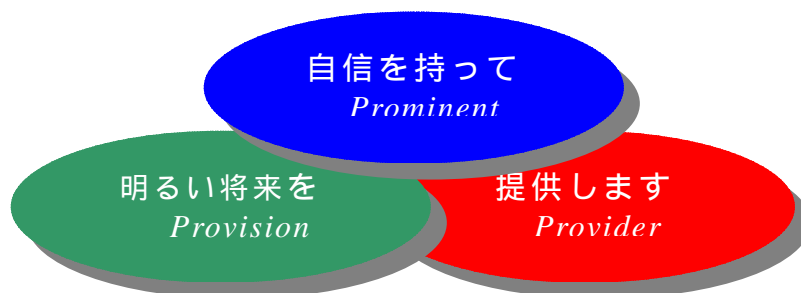 自信を持って
Prominent
明るい将来を
Provision
提供します
Provider